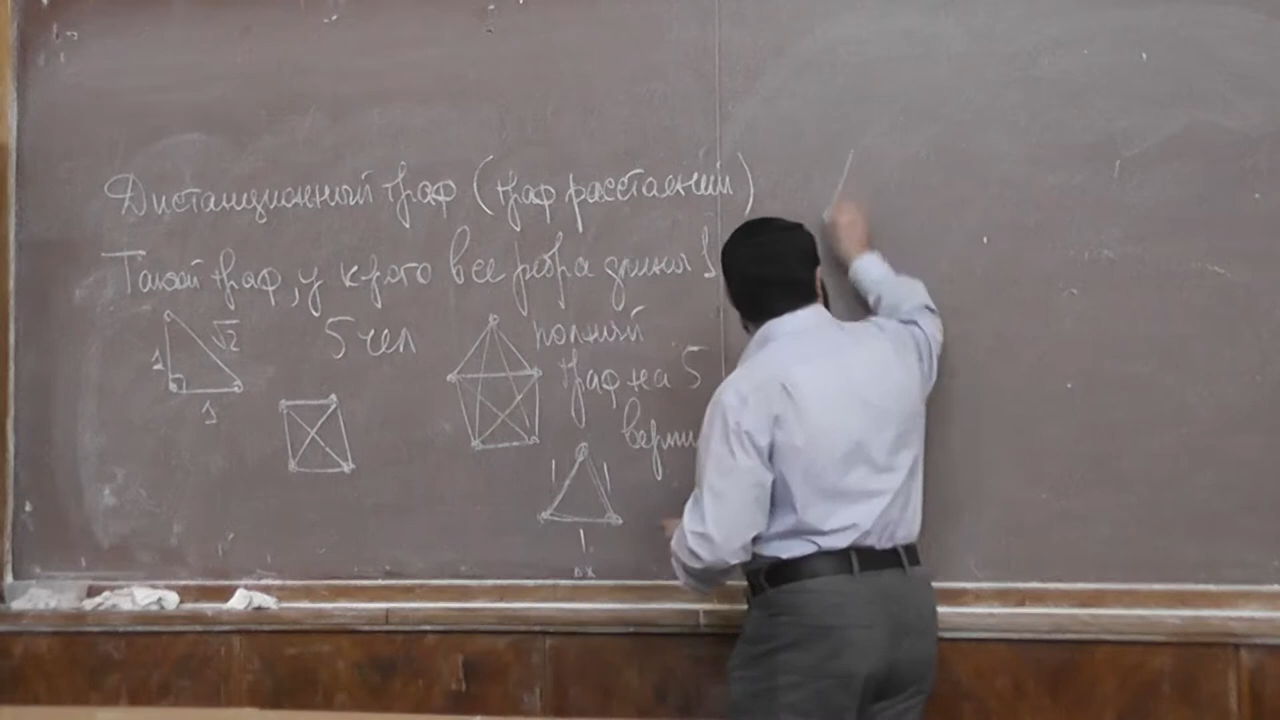 Дистанционный граф (граф расстояний)
Такой граф, у к-рого все ребра длины 1
1
√2
1
5 чел
полный
граф на 5
верши
1
1
1